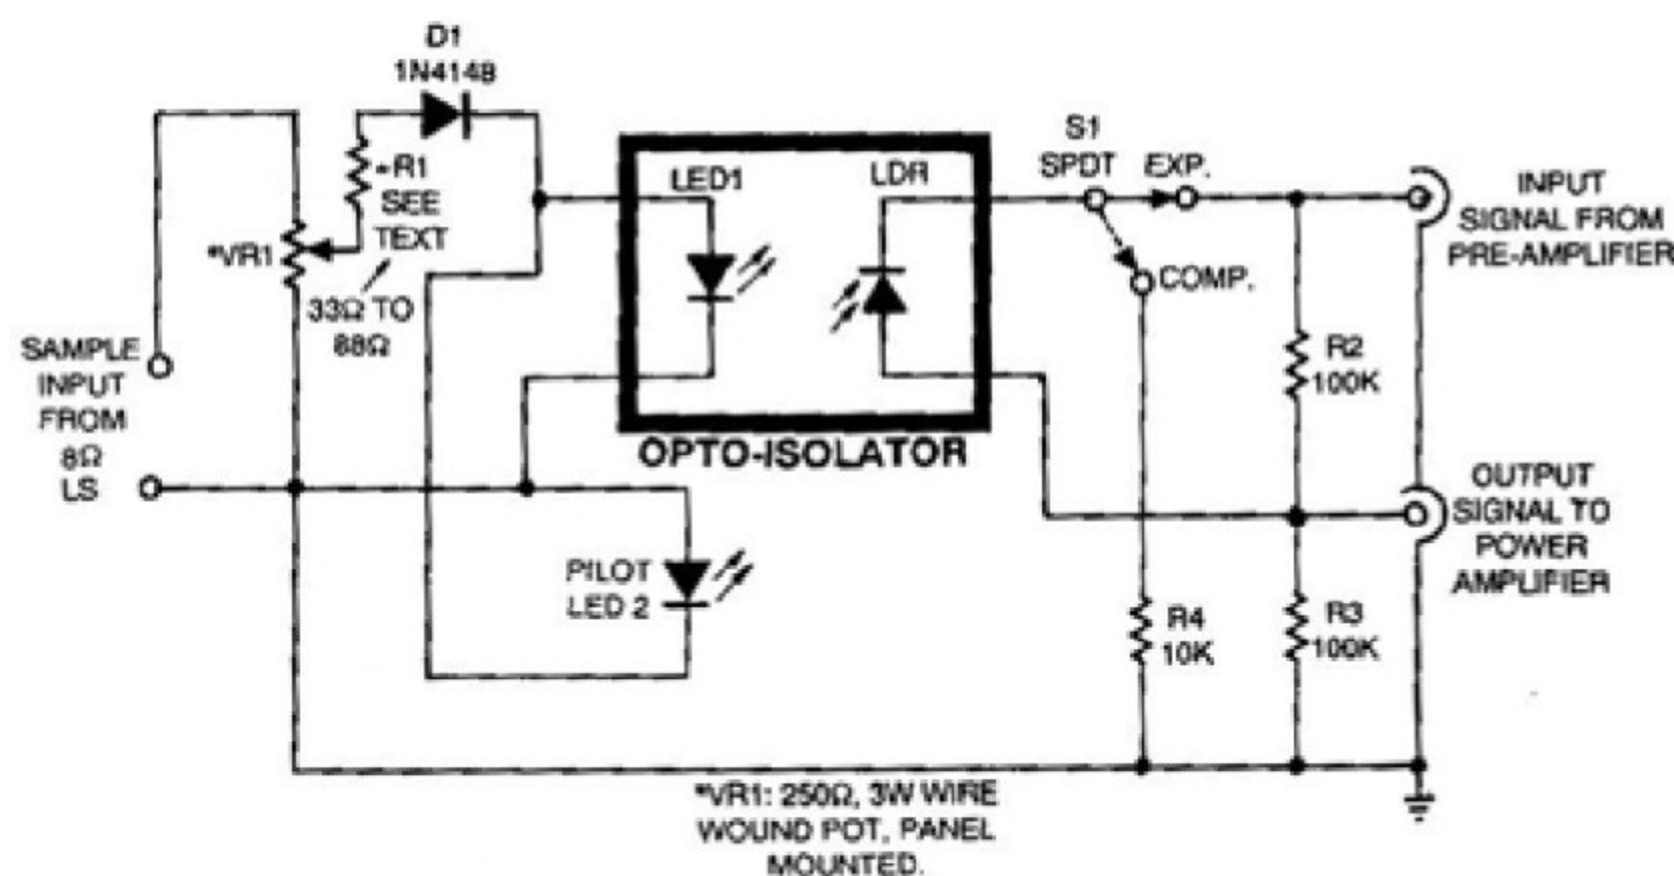 D1
1N4148
*R1
SEE
TEXT
*VR1
33Ω TO
68Ω
SAMPLE
INPUT
FROM
8Ω
LS
LED1
LDR
OPTO-ISOLATOR
PILOT
LED 2
S1
SPDT
EXP.
COMP.
INPUT
SIGNAL FROM
PRE-AMPLIFIER
R2
100K
OUTPUT
SIGNAL TO
POWER
AMPLIFIER
R4
10K
R3
100K
*VR1: 250Ω, 3W WIRE
WOUND POT, PANEL
MOUNTED.